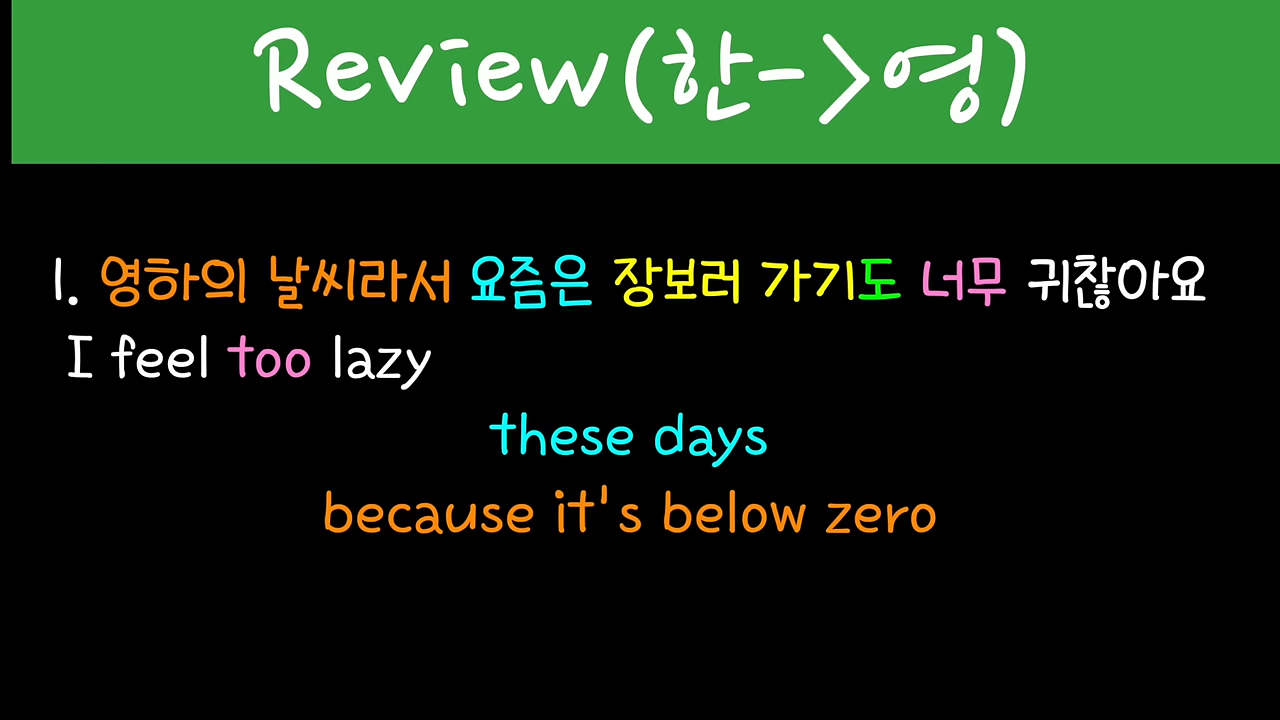 Review(한->영)
1. 영하의 날씨라서 요즘은 장보러 가기도 너무 귀찮아요
I feel too lazy
these days
because it's below zero